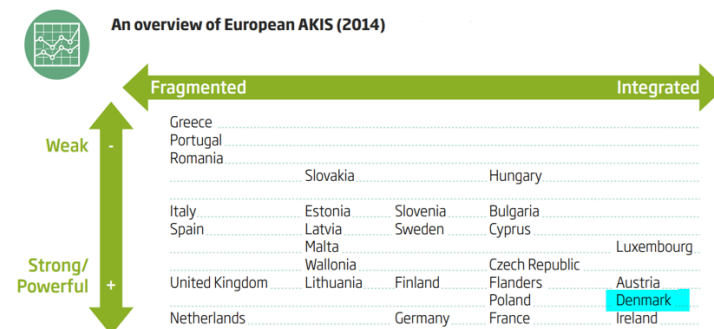 An overview of European AKIS (2014)
Fragmented Integrated
Greece
Weak - Portugal
Romania
Slovakia Hungary
Italy Estonia Slovenia Bulgaria
Spain Latvia Sweden Cyprus
Malta Luxembourg
Strong/ Wallonia Czech Republic
Powerful + United Kingdom Lithuania Finland Flanders Austria
Poland Denmark
Netherlands Germany France Ireland